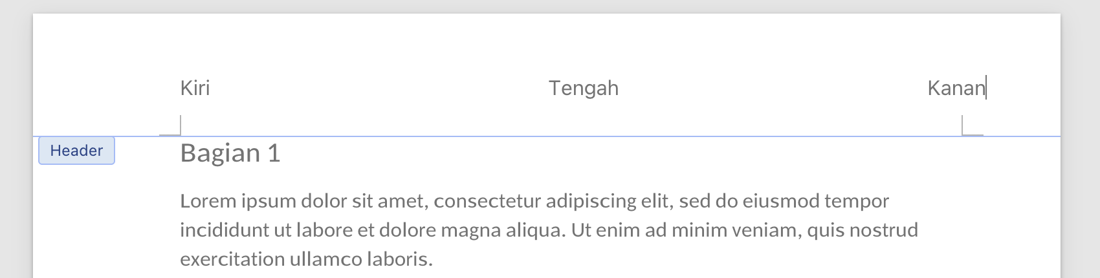 Kiri Tengah Kanan
Header
Bagian 1
Lorem ipsum dolor sit amet, consectetur adipiscing elit, sed do eiusmod tempor
incididunt ut labore et dolore magna aliqua. Ut enim ad minim veniam, quis nostrud
exercitation ullamco laboris.